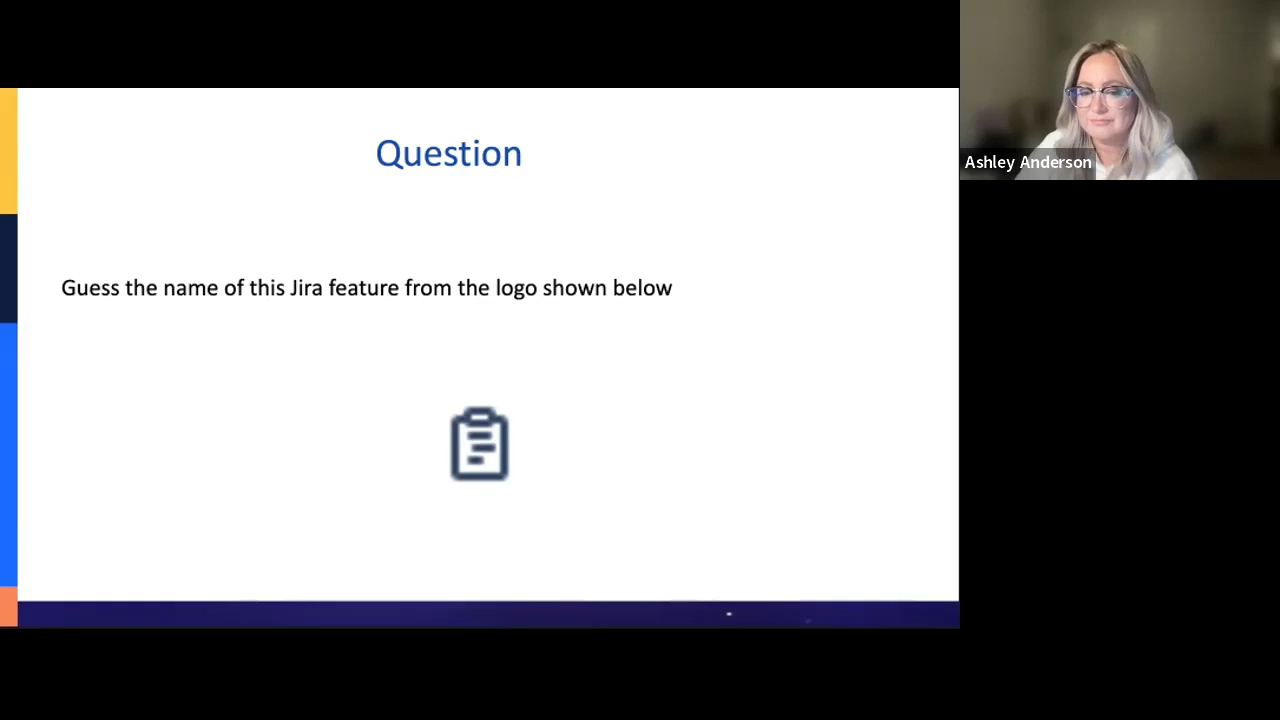 Question
Ashley Anderson
Guess the name of this Jira feature from the logo shown below